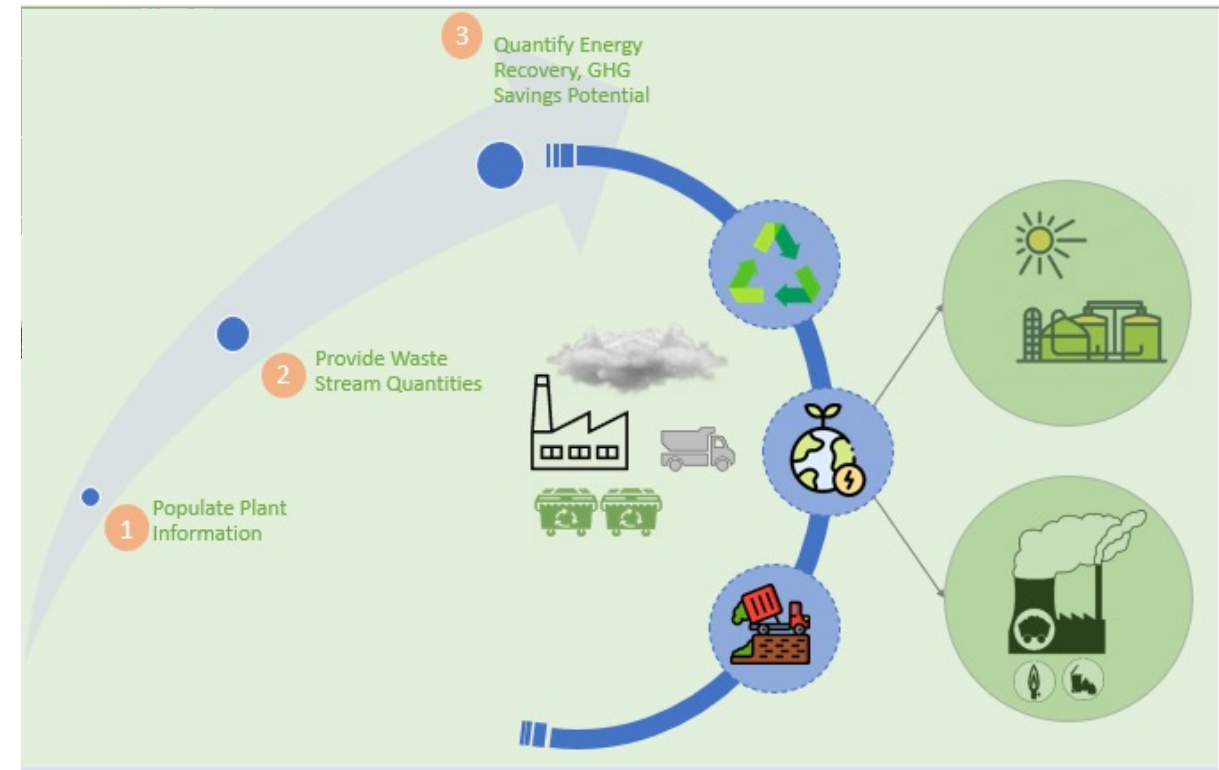 3
Quantify Energy
Recovery, GHG
Savings Potential
2
Provide Waste
Stream Quantities
1
Populate Plant
Information